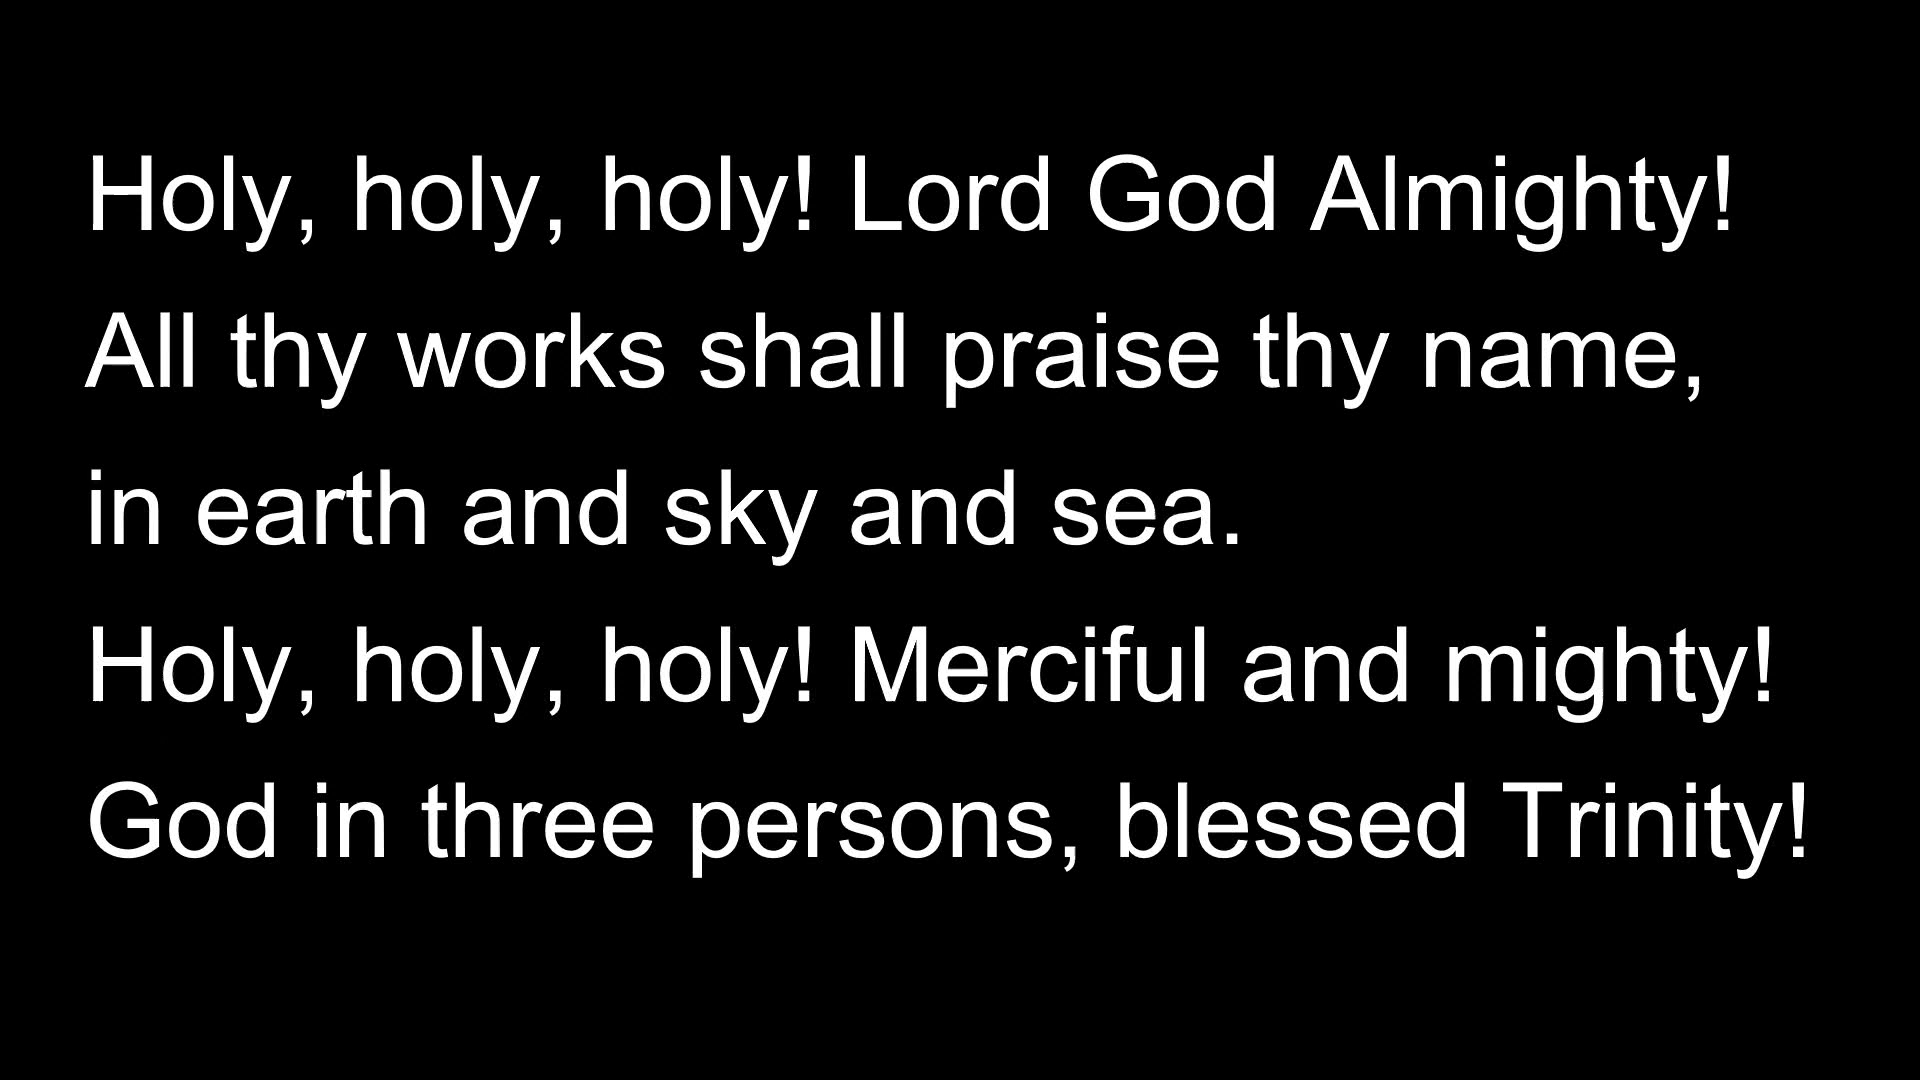 Holy, holy, holy! Lord God Almighty!
All thy works shall praise thy name,
in earth and sky and sea.
Holy, holy, holy! Merciful and mighty!
God in three persons, blessed Trinity!